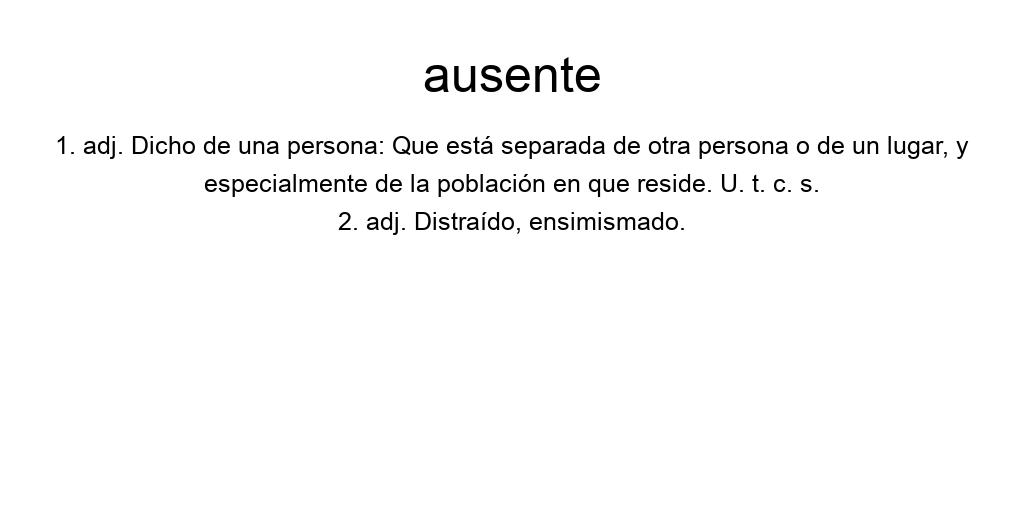 ausente
1. adj. Dicho de una persona: Que está separada de otra persona o de un lugar, y
especialmente de la población en que reside. U. t. c. s.
2. adj. Distraído, ensimismado.